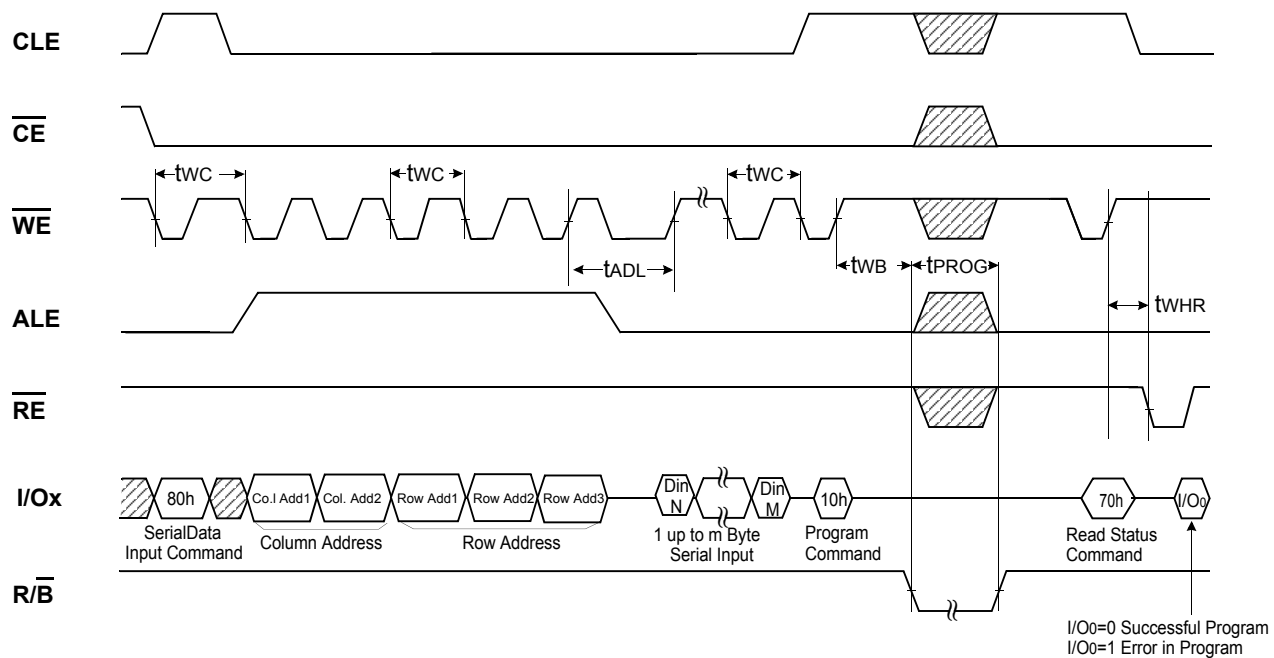 CLE
CE
tWC
tWC
tWC
WE
tADL
tWB
tPROG
ALE
tWHR
RE
I/Ox
80h
Co.l Add1
Col. Add2
Row Add1
Row Add2
Row Add3
Din
N
Din
M
10h
70h
I/O0
SerialData
Input Command
Column Address
Row Address
1 up to m Byte
Serial Input
Program
Command
Read Status
Command
R/B
I/O0=0 Successful Program
I/O0=1 Error in Program